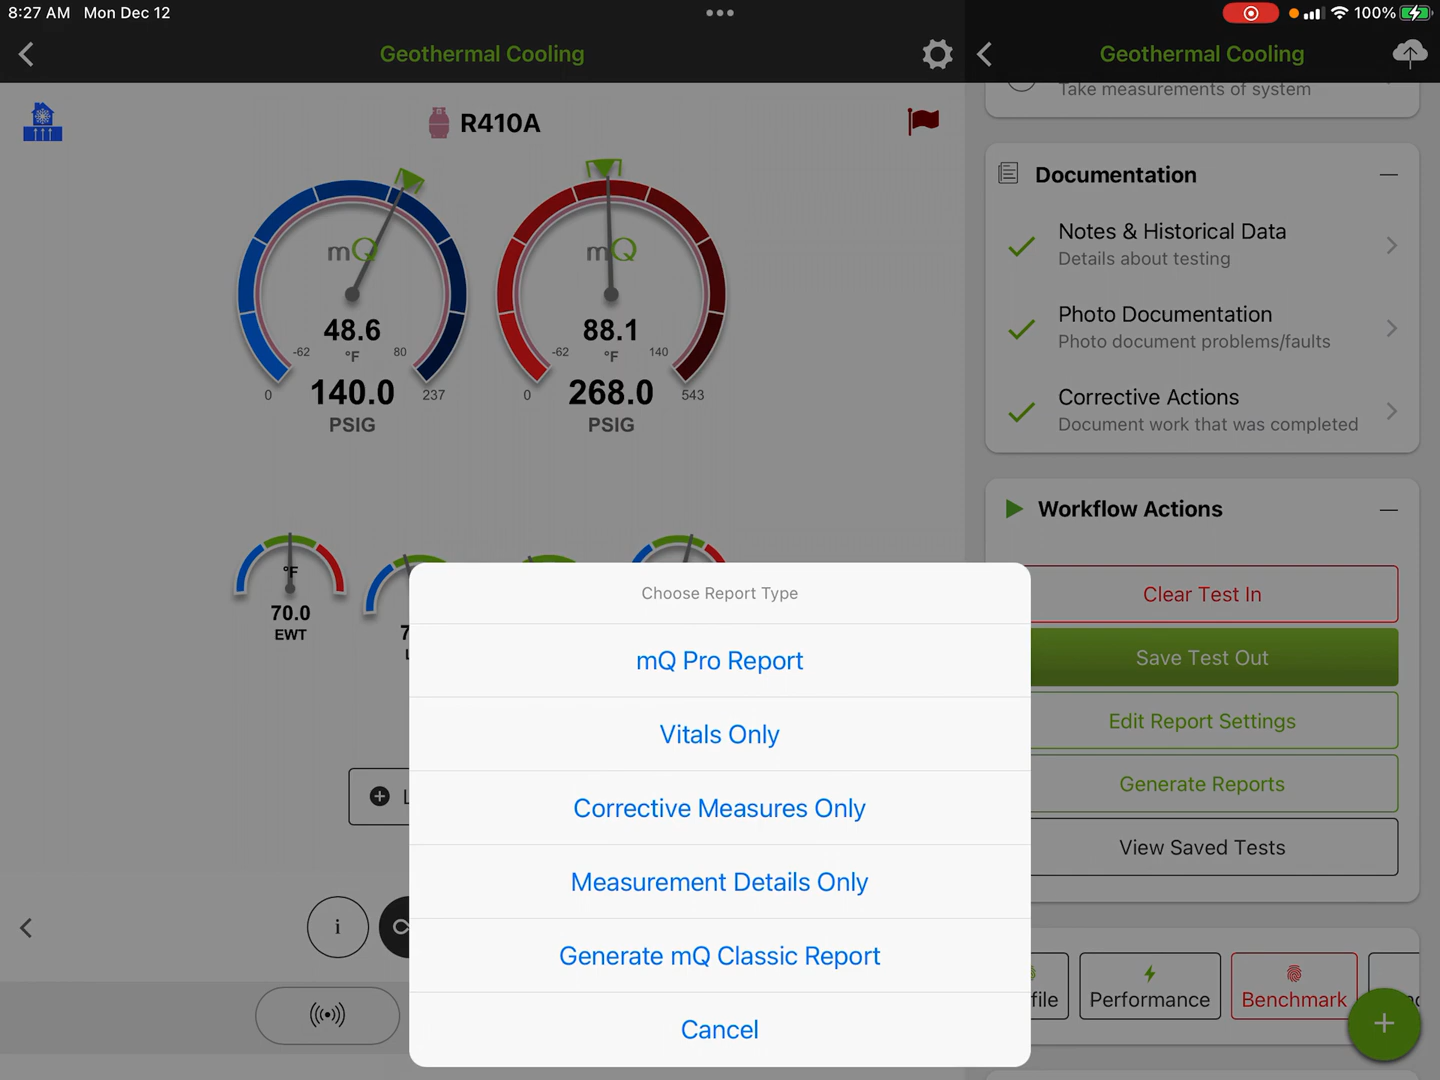 8:27 AM Mon Dec 12
100%
Geothermal Cooling
Geothermal Cooling
R410A
mQ
48.6
-62 °F 80
0 140.0 237
PSIG
mQ
88.1
-62 °F 140
0 268.0 543
PSIG
°F
70.0
EWT
7
L
L
i
Take measurements of system
Documentation
Notes & Historical Data
Details about testing
Photo Documentation
Photo document problems/faults
Corrective Actions
Document work that was completed
Workflow Actions
Clear Test In
Save Test Out
Edit Report Settings
Generate Reports
View Saved Tests
file
Performance
Benchmark
Choose Report Type
mQ Pro Report
Vitals Only
Corrective Measures Only
Measurement Details Only
Generate mQ Classic Report
Cancel